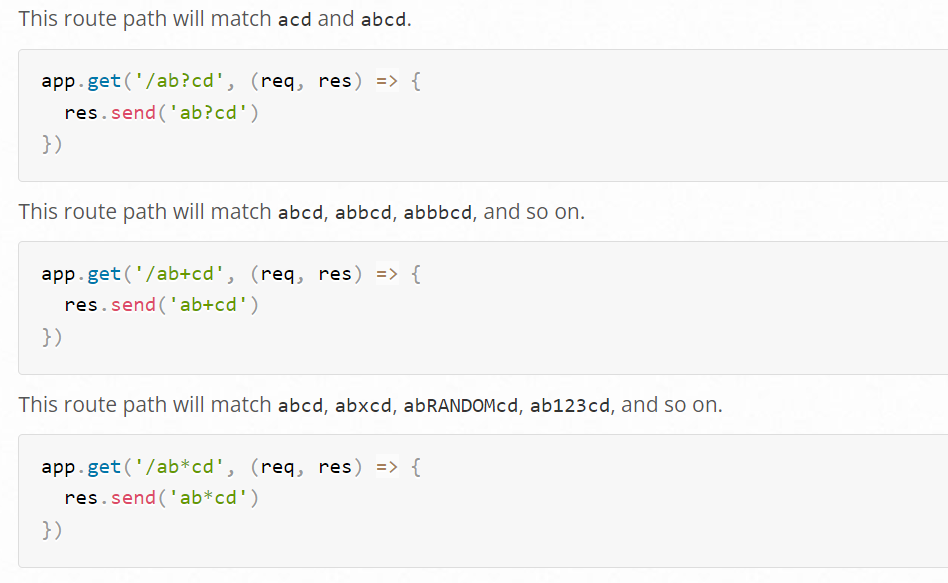 This route path will match acd and abcd.
app.get('/ab?cd', (req, res) => {
  res.send('ab?cd')
})
This route path will match abcd, abbcd, abbbcd, and so on.
app.get('/ab+cd', (req, res) => {
  res.send('ab+cd')
})
This route path will match abcd, abxcd, abRANDOMcd, ab123cd, and so on.
app.get('/ab*cd', (req, res) => {
  res.send('ab*cd')
})